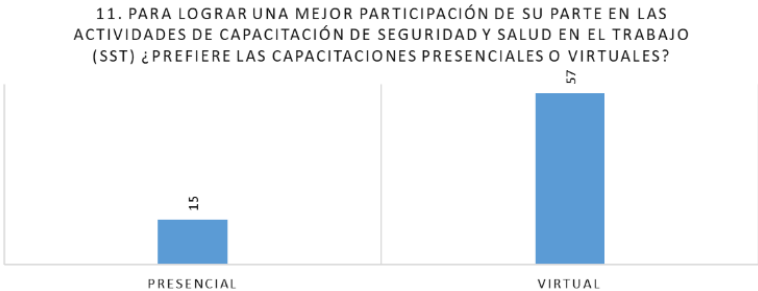 11. PARA LOGRAR UNA MEJOR PARTICIPACIÓN DE SU PARTE EN LAS
ACTIVIDADES DE CAPACITACIÓN DE SEGURIDAD Y SALUD EN EL TRABAJO
(SST) ¿PREFIERE LAS CAPACITACIONES PRESENCIALES O VIRTUALES?
15
57
PRESENCIAL
VIRTUAL